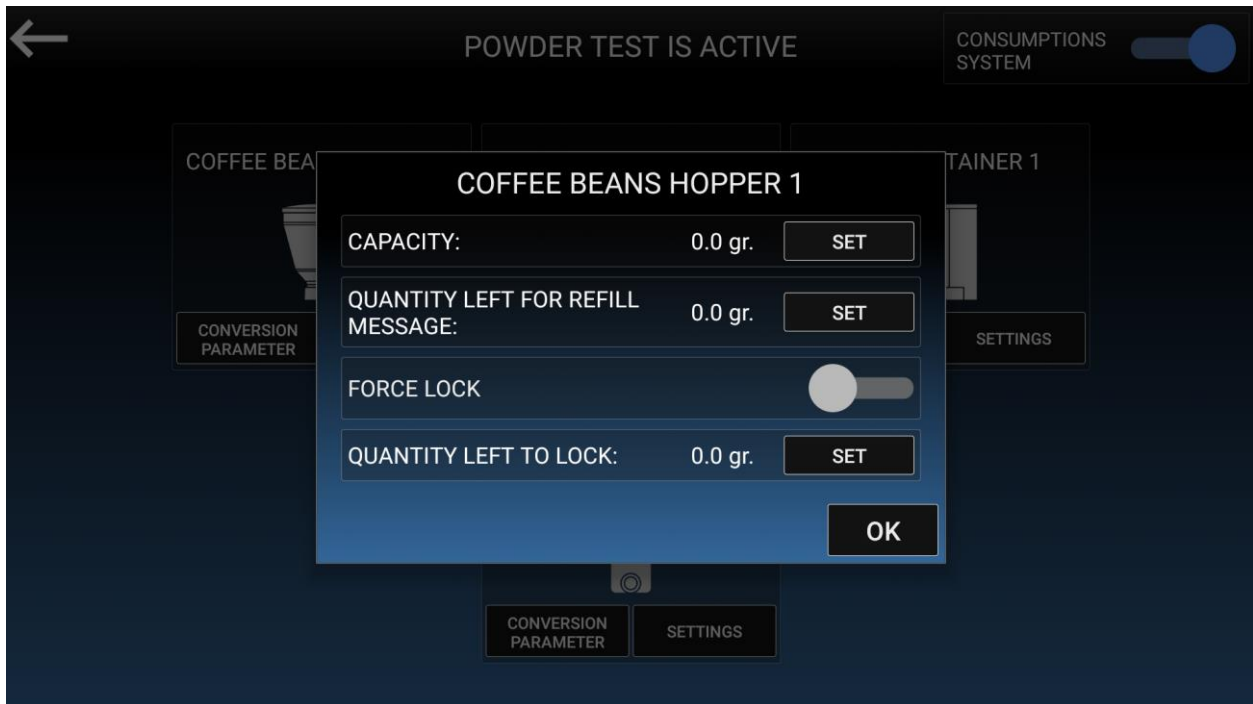 POWDER TEST IS ACTIVE
CONSUMPTIONS
SYSTEM
COFFEE BEA
TAINER 1
COFFEE BEANS HOPPER 1
CAPACITY: 0.0 gr. SET
QUANTITY LEFT FOR REFILL
MESSAGE: 0.0 gr. SET
FORCE LOCK
QUANTITY LEFT TO LOCK: 0.0 gr. SET
OK
CONVERSION
PARAMETER
SETTINGS
CONVERSION
PARAMETER
SETTINGS